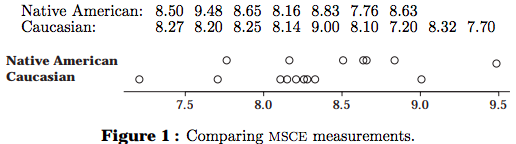 Native American: 8.50 9.48 8.65 8.16 8.83 7.76 8.63
Caucasian: 8.27 8.20 8.25 8.14 9.00 8.10 7.20 8.32 7.70
Native American
Caucasian
7.5 8.0 8.5 9.0 9.5
Figure 1 : Comparing MSCE measurements.